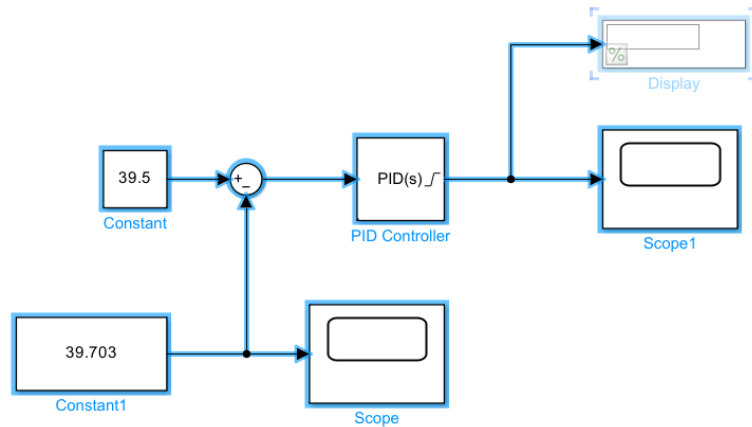 %
Display
39.5
+
−
PID(s)
Constant
PID Controller
Scope1
39.703
Constant1
Scope